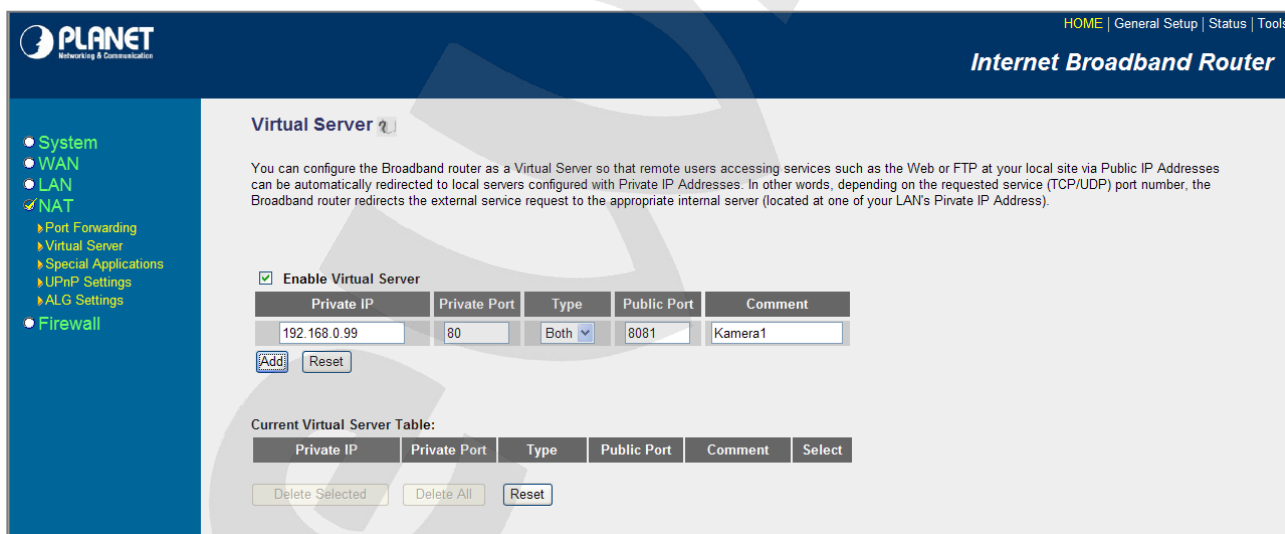 PLANET
Networking & Communication
HOME | General Setup | Status | Tools
Internet Broadband Router
System
WAN
LAN
NAT
Port Forwarding
Virtual Server
Special Applications
UPnP Settings
ALG Settings
Firewall
Virtual Server
You can configure the Broadband router as a Virtual Server so that remote users accessing services such as the Web or FTP at your local site via Public IP Addresses
can be automatically redirected to local servers configured with Private IP Addresses. In other words, depending on the requested service (TCP/UDP) port number, the
Broadband router redirects the external service request to the appropriate internal server (located at one of your LAN's Private IP Address).
Enable Virtual Server
Private IP Private Port Type Public Port Comment
192.168.0.99 80 Both 8081 Kamera1
Add Reset
Current Virtual Server Table:
Private IP Private Port Type Public Port Comment Select
Delete Selected Delete All Reset